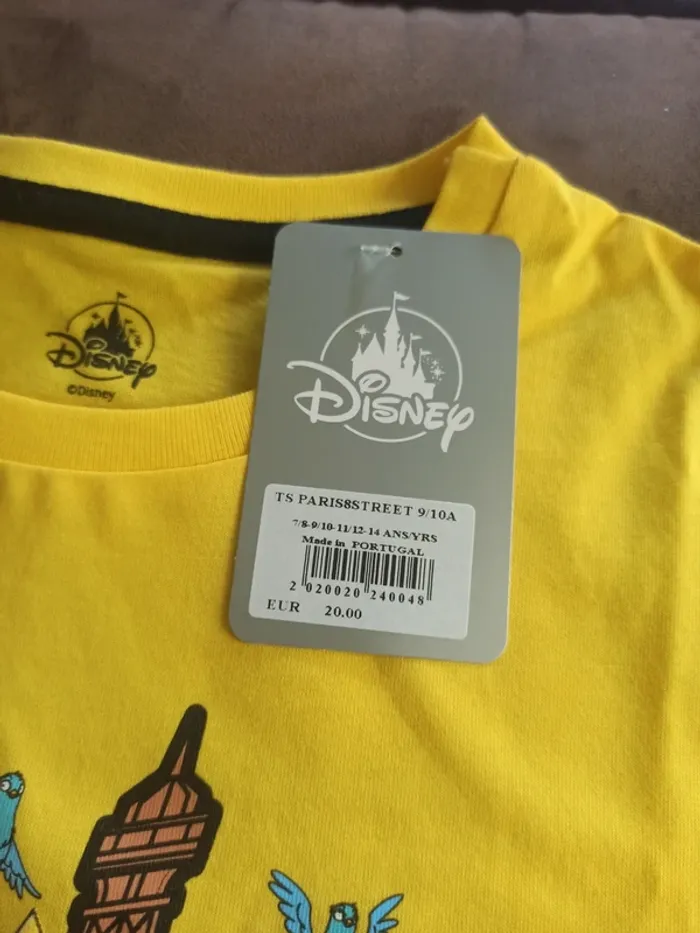 DISNEY
©Disney
DISNEY
TS PARIS8STREET 9/10A
7/8-9/10-11/12-14 ANS/YRS
Made in PORTUGAL
2 020020 240048
EUR 20.00